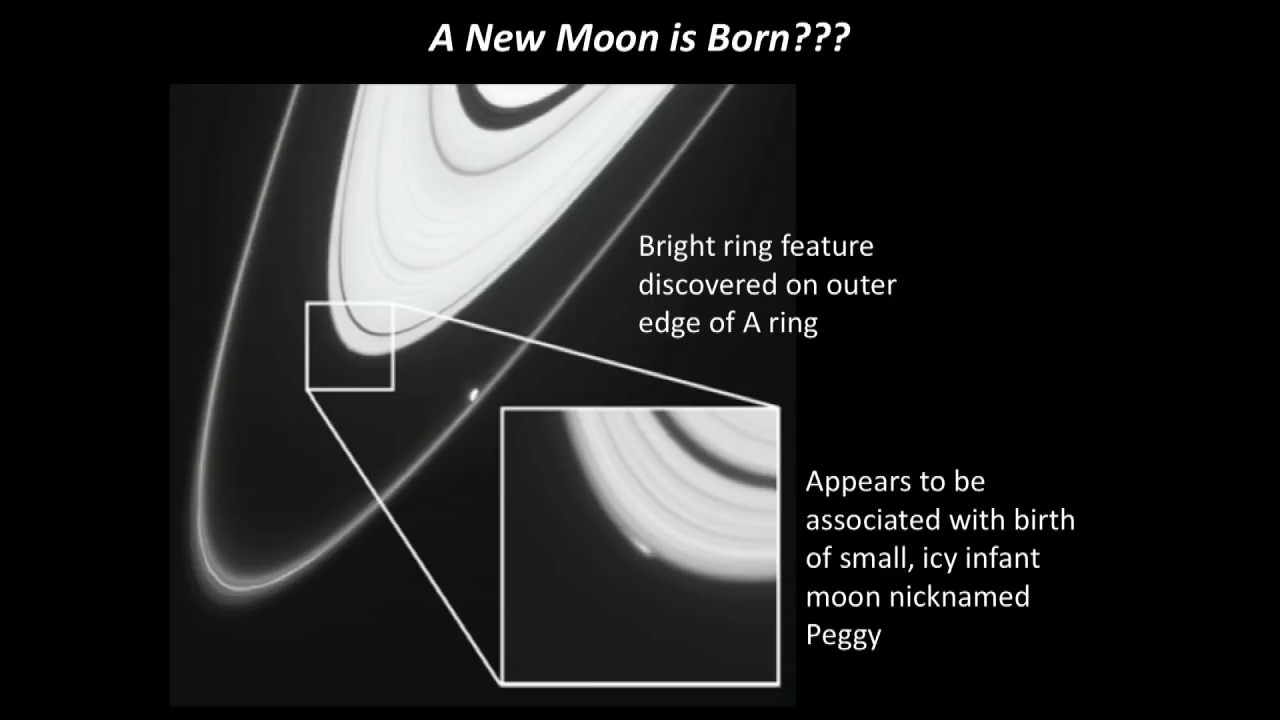 A New Moon is Born???
Bright ring feature
discovered on outer
edge of A ring
Appears to be
associated with birth
of small, icy infant
moon nicknamed
Peggy